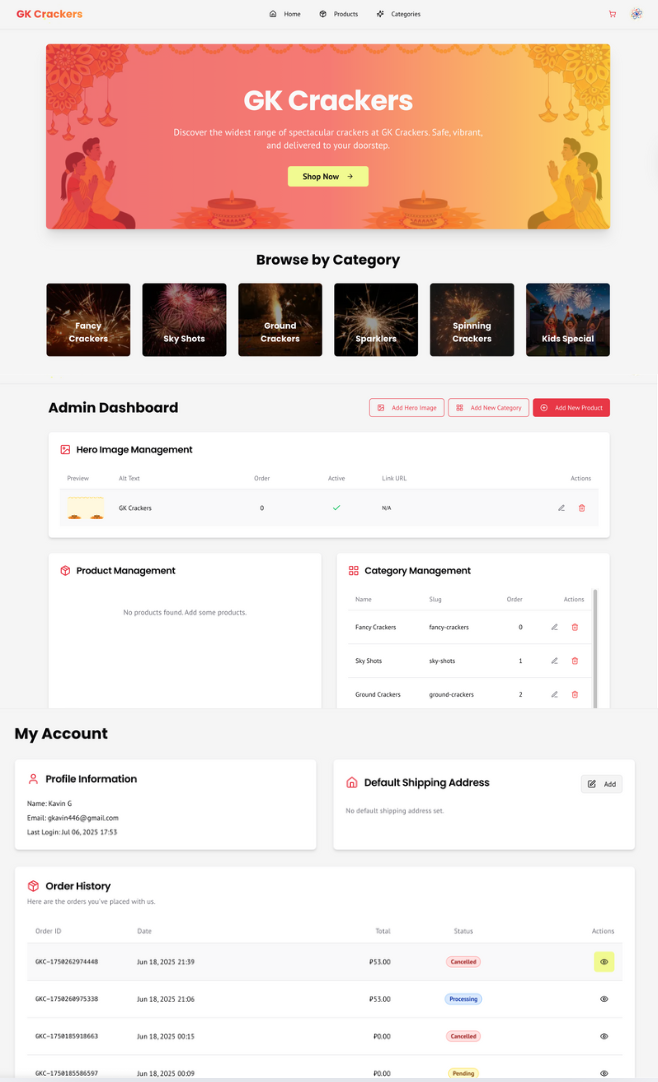 GK Crackers
Home Products Categories
GK Crackers
Discover the widest range of spectacular crackers at GK Crackers. Safe, vibrant,
and delivered to your doorstep.
Shop Now →
Browse by Category
Fancy
Crackers
Sky Shots
Ground
Crackers
Sparklers
Spinning
Crackers
Kids Special
Admin Dashboard
Add Hero Image Add New Category Add New Product
Hero Image Management
Preview Alt Text Order Active Link URL Actions
GK Crackers 0 N/A
Product Management
No products found. Add some products.
Category Management
Name Slug Order Actions
Fancy Crackers fancy-crackers 0
Sky Shots sky-shots 1
Ground Crackers ground-crackers 2
My Account
Profile Information
Name: Kavin G
Email: gkavin446@gmail.com
Last Login: Jul 06, 2025 17:53
Default Shipping Address
Add
No default shipping address set.
Order History
Here are the orders you've placed with us.
Order ID Date Total Status Actions
GKC-1750262974448 Jun 18, 2025 21:39 ₽53.00 Cancelled
GKC-1750260975330 Jun 18, 2025 21:06 ₽53.00 Processing
GKC-1750185918663 Jun 18, 2025 00:15 ₽0.00 Cancelled
GKC-1750185586597 Jun 18, 2025 00:09 ₽0.00 Pending